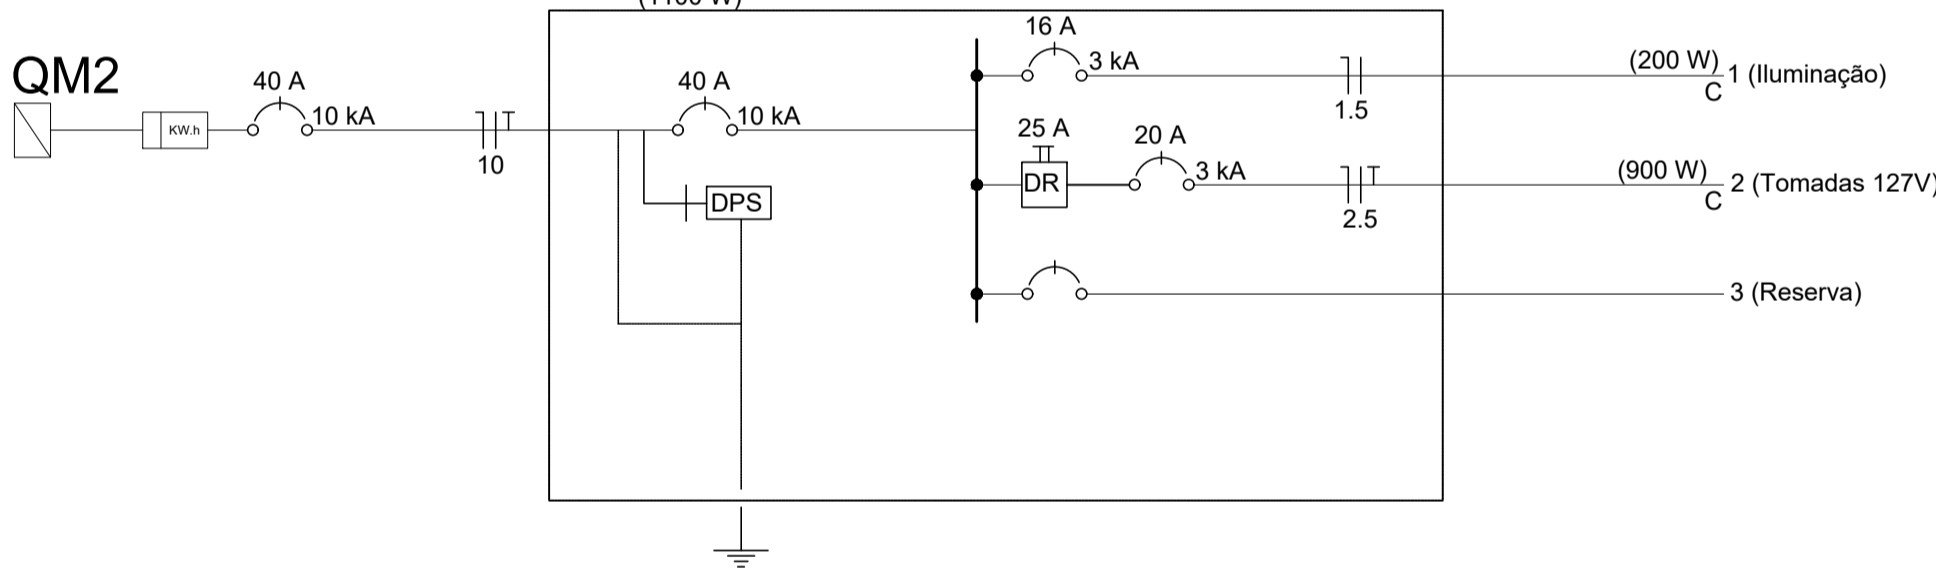 QM2
KW.h
40 A
10 kA
10
40 A
10 kA
DPS
16 A
3 kA
1.5
(200 W)
C
1 (Iluminação)
25 A
DR
20 A
3 kA
2.5
(900 W)
C
2 (Tomadas 127V)
3 (Reserva)